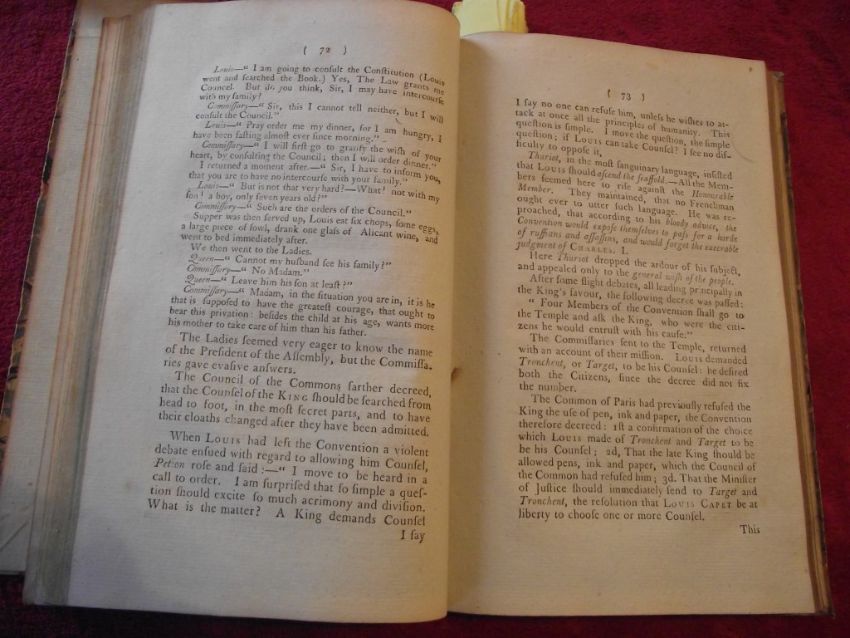 ( 72 )
Louis—“ I am going to conſult the Conſtitution (Louis
went and ſearched the Book.) Yes, The Law grants me
Councel. But do you think, Sir, I may have intercourſe
with my family?
Commiſſary—“ Sir, this I cannot tell neither, but I will
conſult the Council.”
Louis—“ Pray order me my dinner, for I am hungry, I
have been faſting almoſt ever ſince morning.”
Commiſſary—“ I will firſt go to gratify the wiſh of your
heart, by conſulting the Council; then I will order dinner.”
I returned a moment after.—“ Sir, I have to inform you,
that you are to have no intercourſe with your family.”
Louis—“ But is not that very hard?—What! not with my
ſon! a boy, only ſeven years old?”
Commiſſary—“ Such are the orders of the Council.”
Supper was then ſerved up, Louis eat ſix chops, ſome eggs,
a large piece of fowl, drank one glaſs of Alicant wine, and
went to bed immediately after.
We then went to the Ladies.
Queen—“ Cannot my huſband ſee his family?”
Commiſſary—“ No Madam.”
Queen—“ Leave him his ſon at leaſt?”
Commiſſary—“ Madam, in the ſituation you are in, it is he
that is ſuppoſed to have the greateſt courage, that ought to
bear this privation: beſides the child at his age, wants more
his mother to take care of him than his father.
The Ladies ſeemed very eager to know the name
of the Preſident of the Aſſembly, but the Commiſſa-
ries gave evaſive anſwers.
The Council of the Commons farther decreed,
that the Counſel of the KING ſhould be ſearched from
head to foot, in the moſt ſecret parts, and to have
their cloaths changed after they have been admitted.
When LOUIS had left the Convention a violent
debate enſued with regard to allowing him Counſel,
Petion roſe and ſaid:—“ I move to be heard in a
call to order. I am ſurpriſed that ſo ſimple a queſ-
tion ſhould excite ſo much acrimony and diviſion.
What is the matter? A King demands Counſel
I ſay
( 73 )
I ſay no one can refuſe him, unleſs he wiſhes to at-
tack at once all the principles of humanity. This
queſtion is ſimple. I move the queſtion, the ſimple
queſtion; if LOUIS can take Counſel? I ſee no dif-
ficulty to oppoſe it,
Thuriot, in the moſt ſanguinary language, inſiſted
that LOUIS ſhould aſcend the ſcaffold.—All the Mem-
bers ſeemed here to riſe againſt the Honourable
Member. They maintained, that no Frenchman
ought ever to utter ſuch language. He was re-
proached, that according to his bloody advice, the
Convention would expoſe themſelves to paſs for a horde
of ruffians and aſſaſſins, and would forget the execrable
judgment of CHARLES. I.
Here Thuriot dropped the ardour of his ſubject,
and appealed only to the general wiſh of the people.
After ſome ſlight debates, all leading principally in
the King's favour, the following decree was paſſed:
“ Four Members of the Convention ſhall go to
the Temple and aſk the King, who were the citi-
zens he would entruſt with his cauſe.”
The Commiſſaries ſent to the Temple, returned
with an account of their miſſion. LOUIS demanded
Tronchent, or Target, to be his Counſel: he deſired
both the Citizens, ſince the decree did not fix
the number.
The Common of Paris had previouſly refuſed the
King the uſe of pen, ink and paper, the Convention
therefore decreed: 1ſt a confirmation of the choice
which LOUIS made of Tronchent and Target to be
be his Counſel; 2d, That the late King ſhould be
allowed pens, ink and paper, which the Council of
the Common had refuſed him; 3d. That the Miniſter
of Juſtice ſhould immediately ſend to Target and
Tronchent, the reſolution that LOUIS CAPET be at
liberty to chooſe one or more Counſel.
This